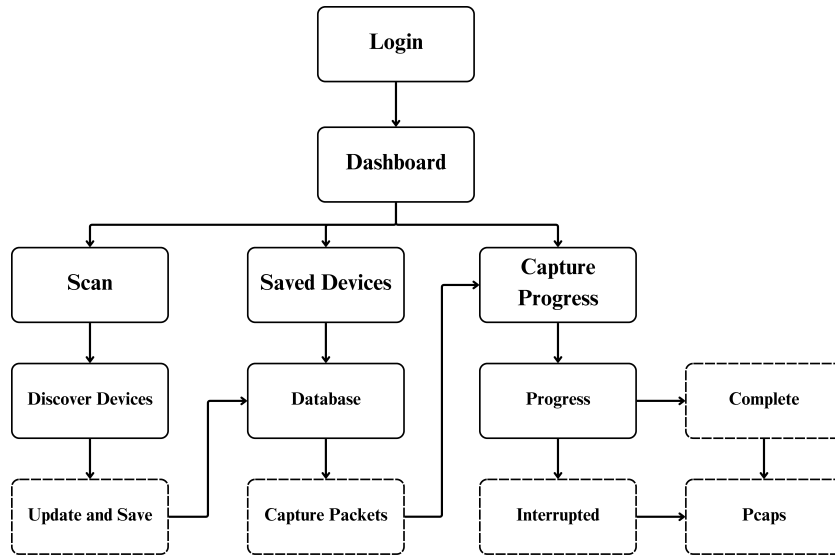 Login
Dashboard
Scan
Saved Devices
Capture
Progress
Discover Devices
Database
Progress
Complete
Update and Save
Capture Packets
Interrupted
Pcaps